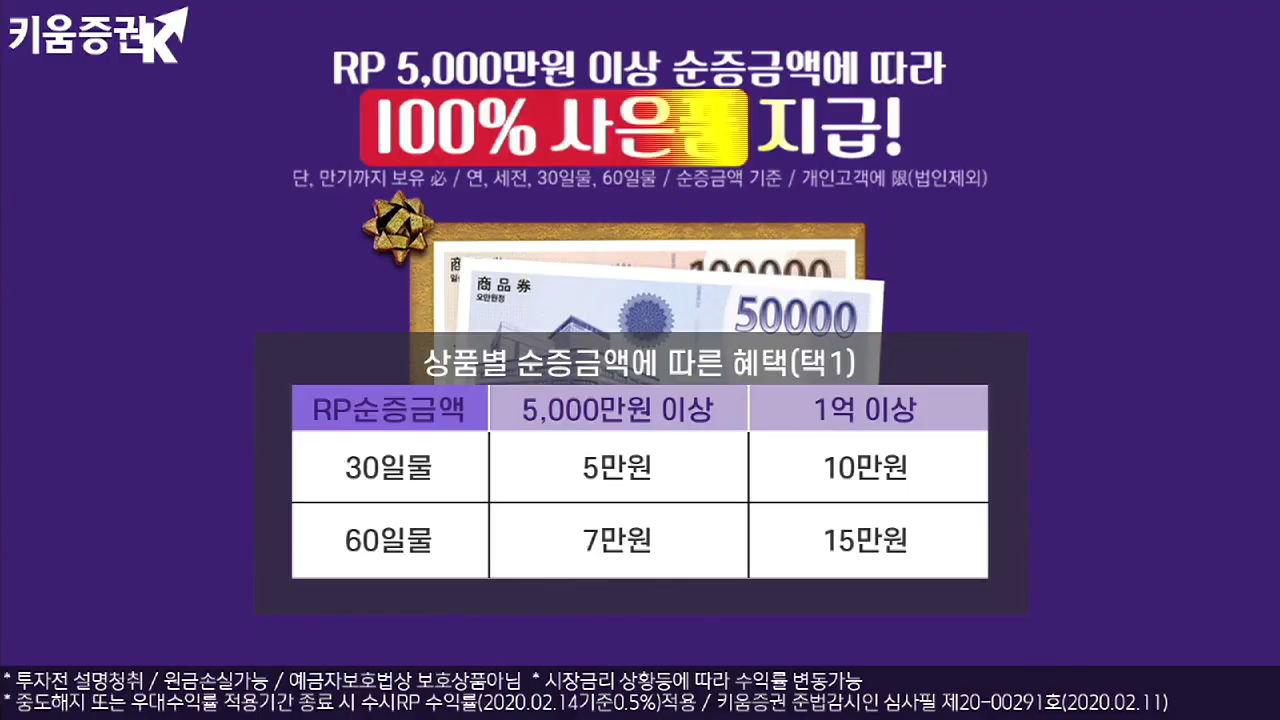 키움증권 K
RP 5,000만원 이상 순증금액에 따라
100% 사은품 지급!
단, 만기까지 보유 必 / 연, 세전, 30일물, 60일물 / 순증금액 기준 / 개인고객에 限(법인제외)
100000
商品券
오만원정
50000
상품별 순증금액에 따른 혜택(택1)
RP순증금액 5,000만원 이상 1억 이상
30일물 5만원 10만원
60일물 7만원 15만원
* 투자전 설명청취 / 원금손실가능 / 예금자보호법상 보호상품아님 * 시장금리 상황등에 따라 수익률 변동가능
* 중도해지 또는 우대수익률 적용기간 종료 시 수시RP 수익률(2020.02.14기준0.5%)적용 / 키움증권 준법감시인 심사필 제20-00291호(2020.02.11)